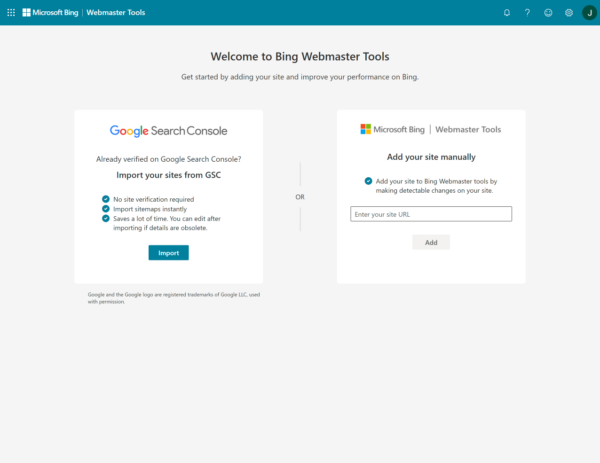 Microsoft Bing | Webmaster Tools
J
Welcome to Bing Webmaster Tools
Get started by adding your site and improve your performance on Bing.
Google Search Console
Already verified on Google Search Console?
Import your sites from GSC
No site verification required
Import sitemaps instantly
Saves a lot of time. You can edit after
importing if details are obsolete.
Import
Google and the Google logo are registered trademarks of Google LLC, used
with permission.
OR
Microsoft Bing | Webmaster Tools
Add your site manually
Add your site to Bing Webmaster tools by
making detectable changes on your site.
Enter your site URL
Add